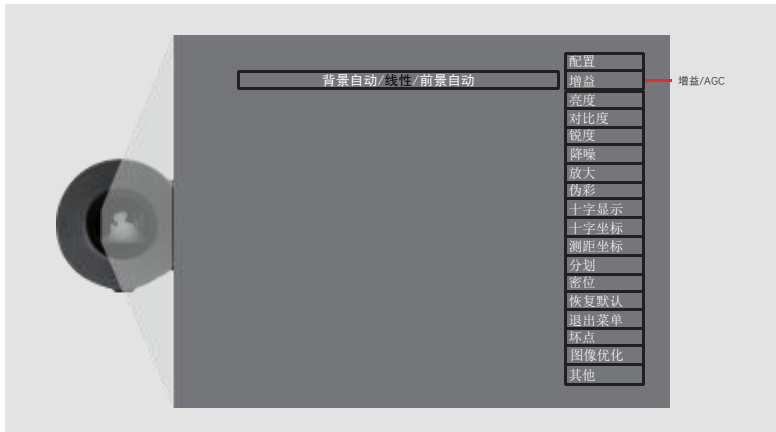 配置
背景自动/线性/前景自动
增益
增益/AGC
亮度
对比度
锐度
降噪
放大
伪彩
十字显示
十字坐标
测距坐标
分划
密位
恢复默认
退出菜单
坏点
图像优化
其他